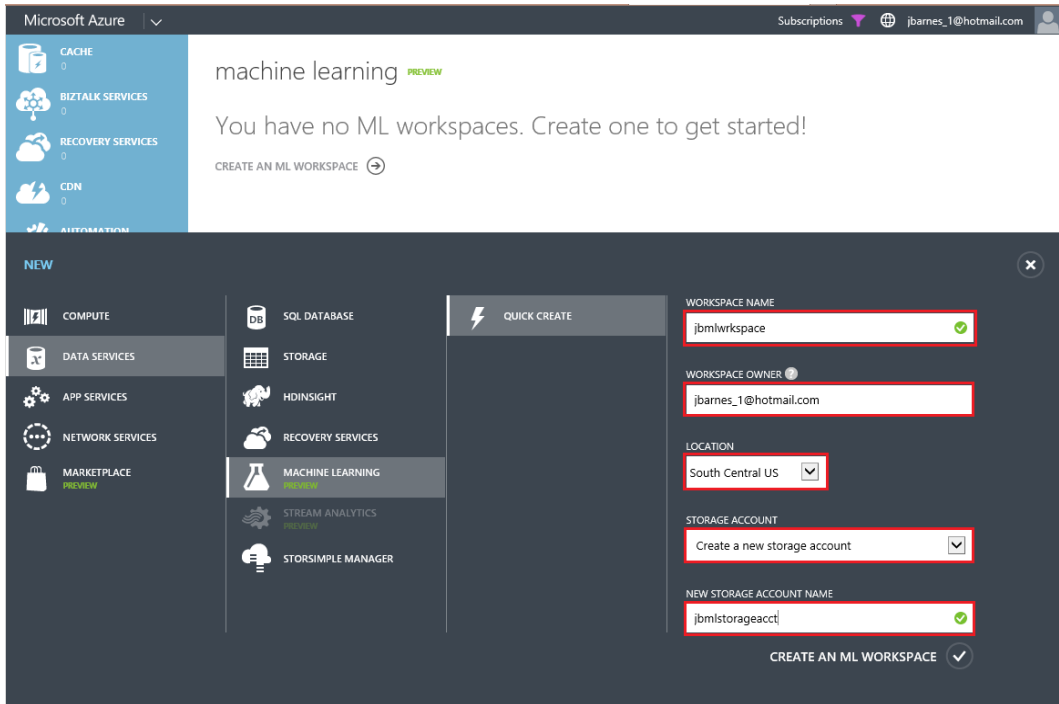 Microsoft Azure
Subscriptions
jbarnes_1@hotmail.com
CACHE
0
BIZTALK SERVICES
0
RECOVERY SERVICES
0
CDN
0
AUTOMATION
machine learning PREVIEW
You have no ML workspaces. Create one to get started!
CREATE AN ML WORKSPACE
NEW
COMPUTE
DATA SERVICES
APP SERVICES
NETWORK SERVICES
MARKETPLACE
PREVIEW
DB
SQL DATABASE
STORAGE
HDINSIGHT
RECOVERY SERVICES
MACHINE LEARNING
PREVIEW
STREAM ANALYTICS
PREVIEW
STORSIMPLE MANAGER
QUICK CREATE
WORKSPACE NAME
jbmlwrkspace
WORKSPACE OWNER ?
jbarnes_1@hotmail.com
LOCATION
South Central US
STORAGE ACCOUNT
Create a new storage account
NEW STORAGE ACCOUNT NAME
jbmlstorageacct
CREATE AN ML WORKSPACE